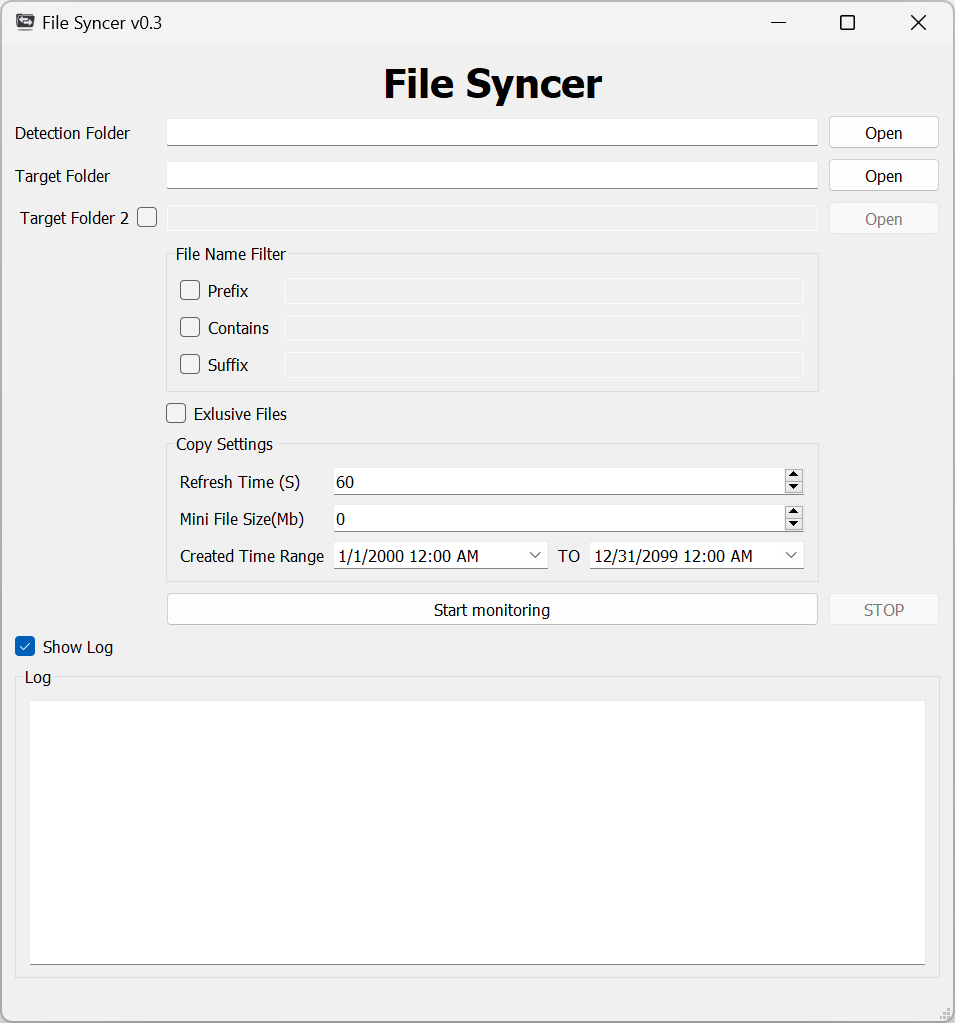 File Syncer v0.3
File Syncer
Detection Folder Open
Target Folder Open
Target Folder 2 Open
File Name Filter
Prefix
Contains
Suffix
Exlusive Files
Copy Settings
Refresh Time (S) 60
Mini File Size(Mb) 0
Created Time Range 1/1/2000 12:00 AM TO 12/31/2099 12:00 AM
Start monitoring STOP
Show Log
Log